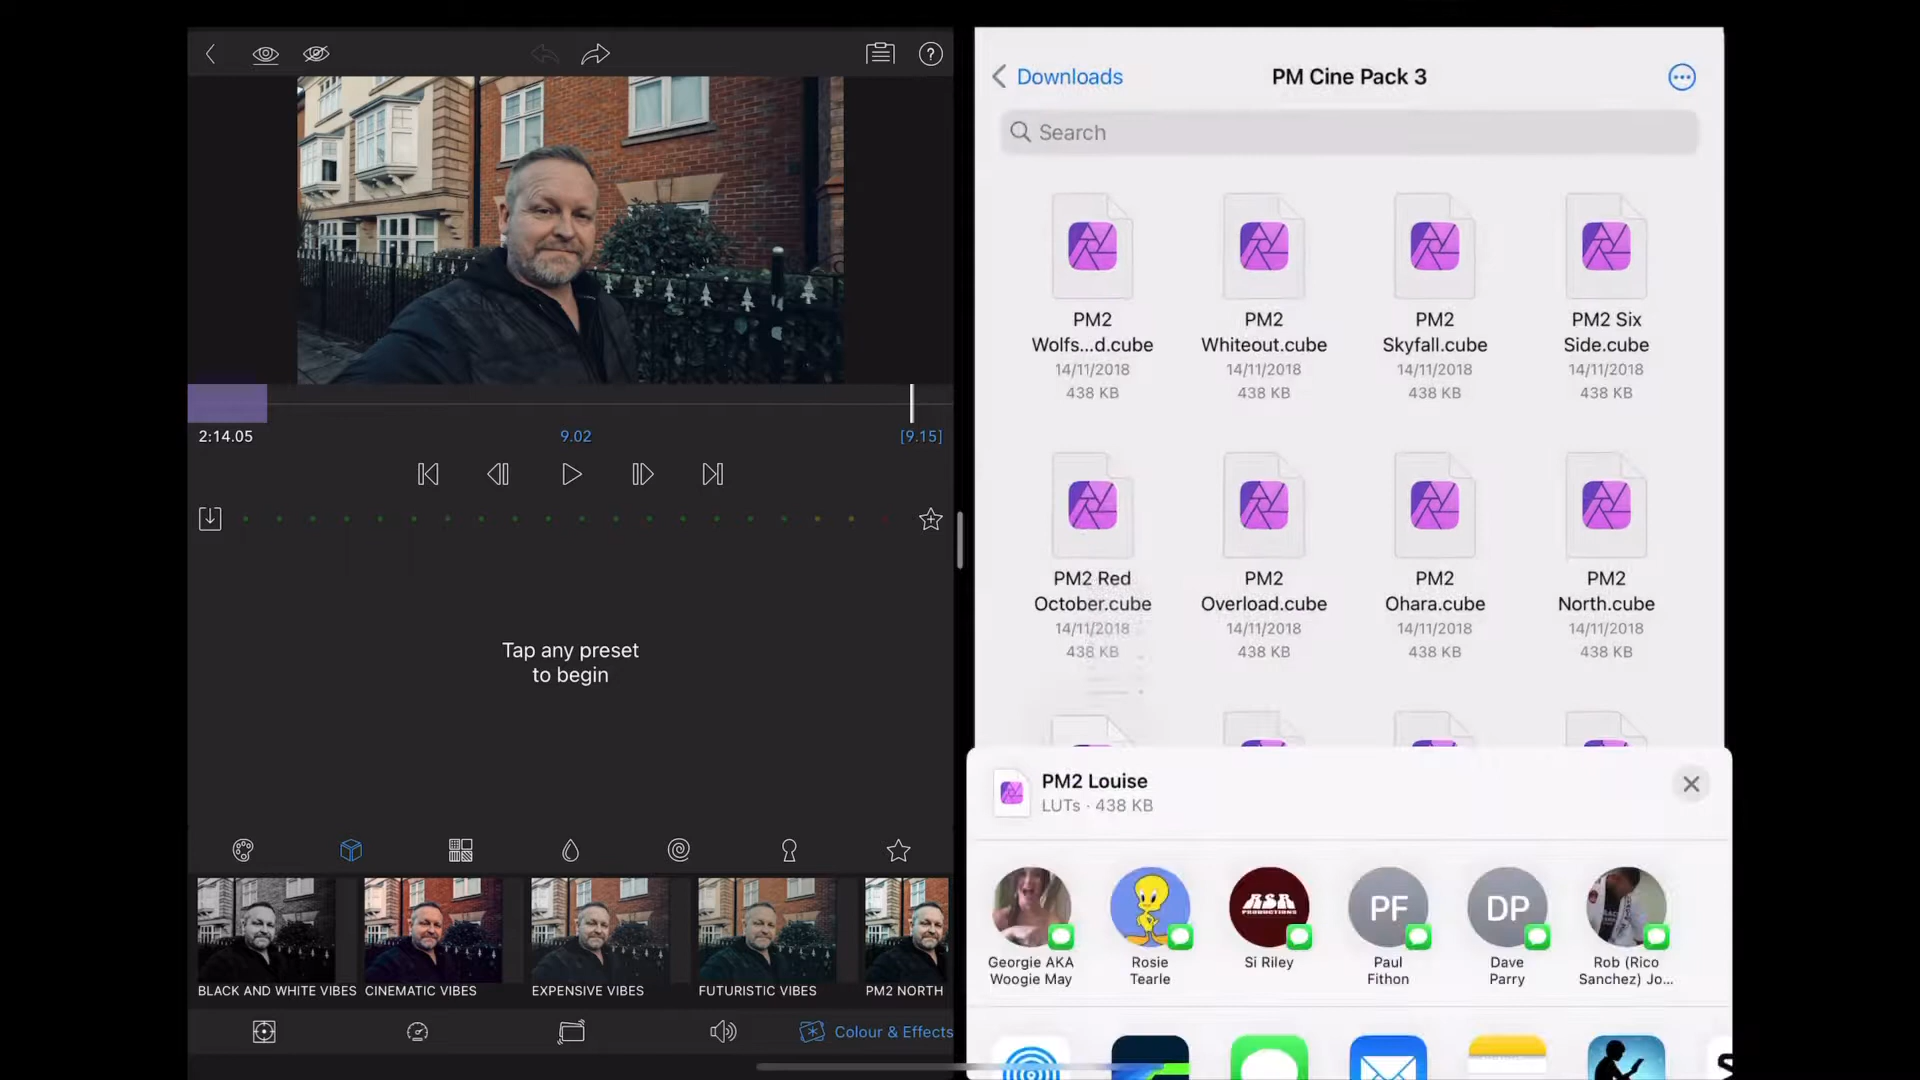 2:14.05
9.02
[9.15]
Tap any preset
to begin
BLACK AND WHITE VIBES
CINEMATIC VIBES
EXPENSIVE VIBES
FUTURISTIC VIBES
PM2 NORTH
Colour & Effects
Downloads
PM Cine Pack 3
Search
PM2
Wolfs...d.cube
14/11/2018
438 KB
PM2
Whiteout.cube
14/11/2018
438 KB
PM2
Skyfall.cube
14/11/2018
438 KB
PM2 Six
Side.cube
14/11/2018
438 KB
PM2 Red
October.cube
14/11/2018
438 KB
PM2
Overload.cube
14/11/2018
438 KB
PM2
Ohara.cube
14/11/2018
438 KB
PM2
North.cube
14/11/2018
438 KB
PM2 Louise
LUTs · 438 KB
RSR
PRODUCTIONS
PF
DP
Georgie AKA
Woogie May
Rosie
Tearle
Si Riley
Paul
Fithon
Dave
Parry
Rob (Rico
Sanchez) Jo...